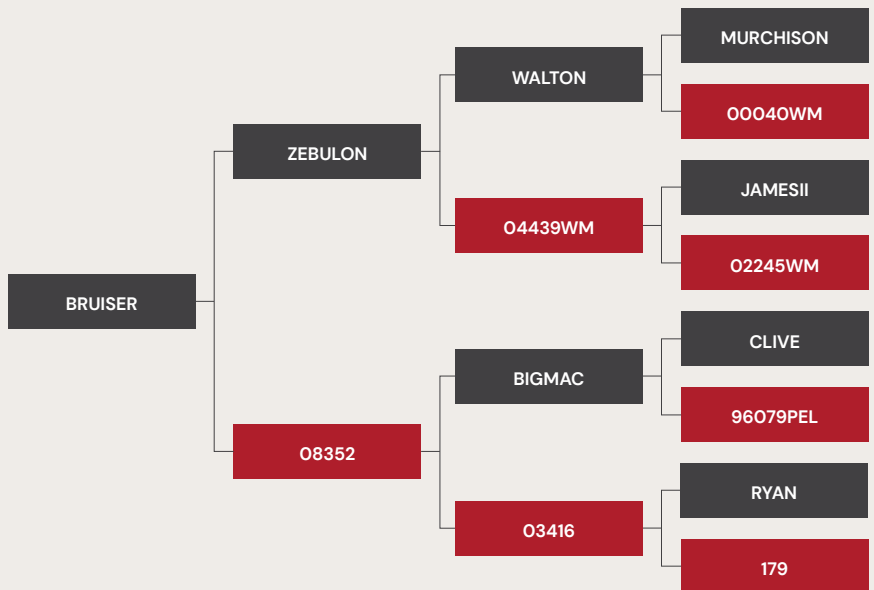 MURCHISON
WALTON
00040WM
ZEBULON
JAMESII
04439WM
02245WM
BRUISER
CLIVE
BIGMAC
96079PEL
08352
RYAN
03416
179